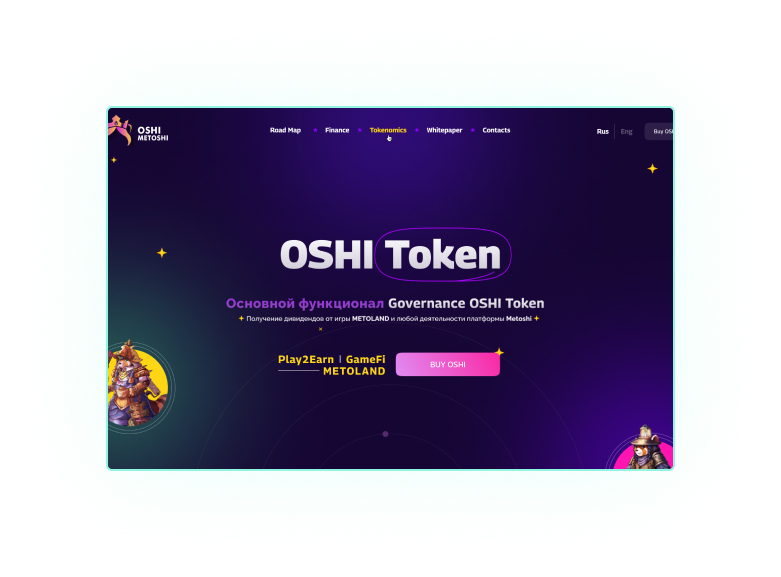 OSHI
METOSHI
Road Map Finance Tokenomics Whitepaper Contacts
Rus Eng
Buy
OSHI Token
Основной функционал Governance OSHI Token
Получение дивидендов от игры METOLAND и любой деятельности платформы Metoshi
Play2Earn | GameFi
METOLAND
BUY OSHI